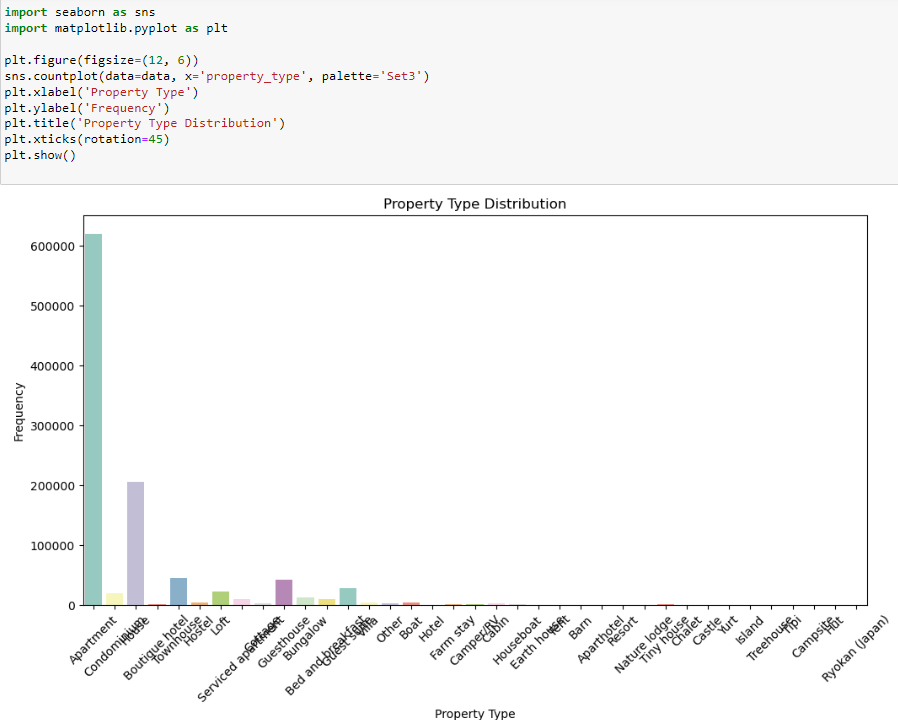 import seaborn as sns
import matplotlib.pyplot as plt
plt.figure(figsize=(12, 6))
sns.countplot(data=data, x='property_type', palette='Set3')
plt.xlabel('Property Type')
plt.ylabel('Frequency')
plt.title('Property Type Distribution')
plt.xticks(rotation=45)
plt.show()
Property Type Distribution
600000
500000
400000
300000
200000
100000
0
Frequency
Apartment
Condominium
House
Boutique hotel
Townhouse
Hostel
Loft
Serviced apartment
Cottage
Guesthouse
Bungalow
Bed and breakfast
Guest suite
Villa
Other
Boat
Hotel
Farm stay
Camper/RV
Cabin
Houseboat
Earth house
Tent
Barn
Aparthotel
Resort
Nature lodge
Tiny house
Chalet
Castle
Yurt
Island
Treehouse
Tipi
Campsite
Hut
Ryokan (Japan)
Property Type